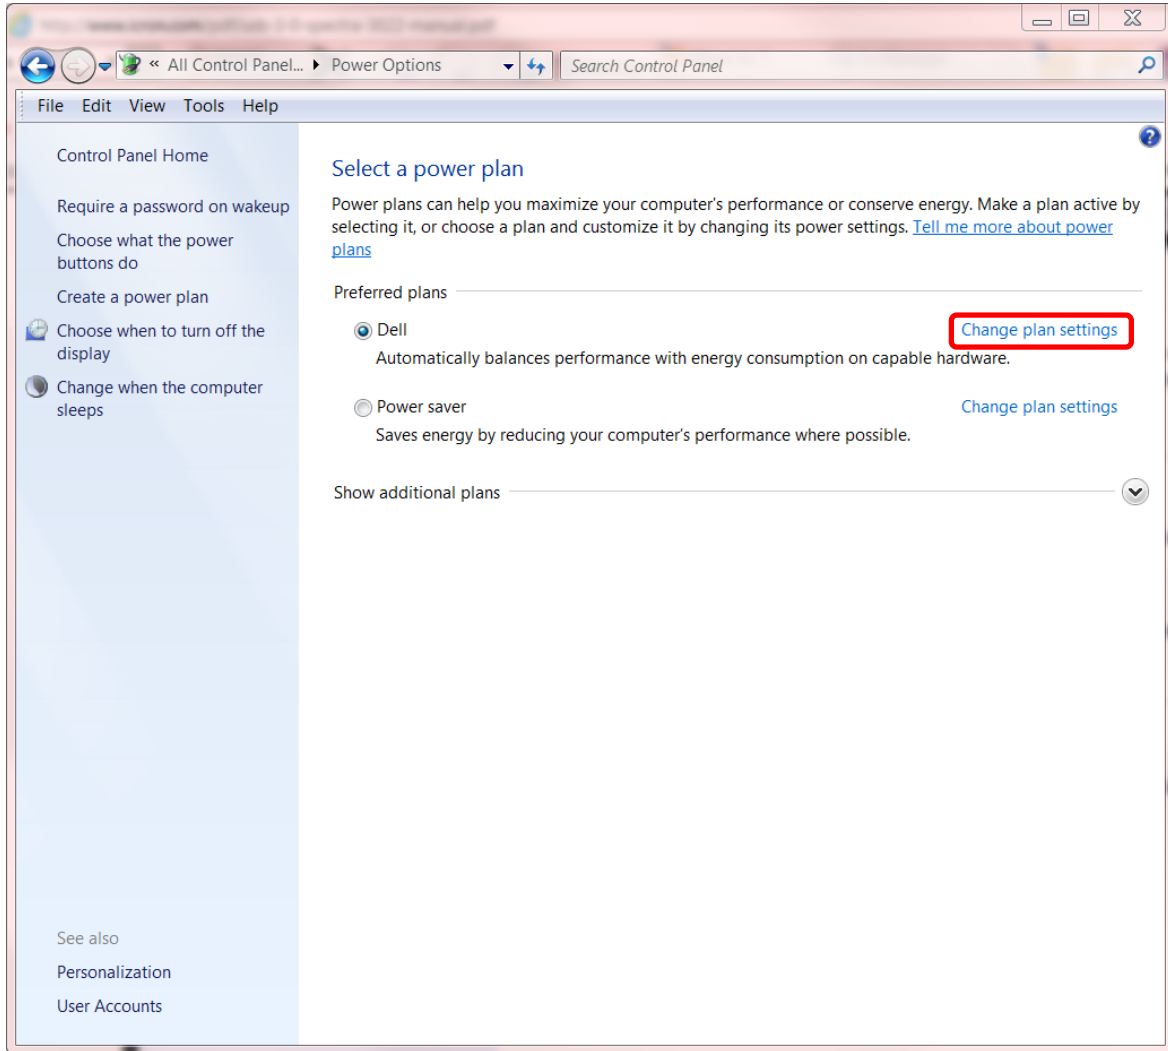 « All Control Panel... ▸ Power Options
Search Control Panel
File Edit View Tools Help
Control Panel Home
Require a password on wakeup
Choose what the power
buttons do
Create a power plan
Choose when to turn off the
display
Change when the computer
sleeps
Select a power plan
Power plans can help you maximize your computer's performance or conserve energy. Make a plan active by
selecting it, or choose a plan and customize it by changing its power settings. Tell me more about power
plans
Preferred plans
Dell Change plan settings
Automatically balances performance with energy consumption on capable hardware.
Power saver Change plan settings
Saves energy by reducing your computer's performance where possible.
Show additional plans
See also
Personalization
User Accounts